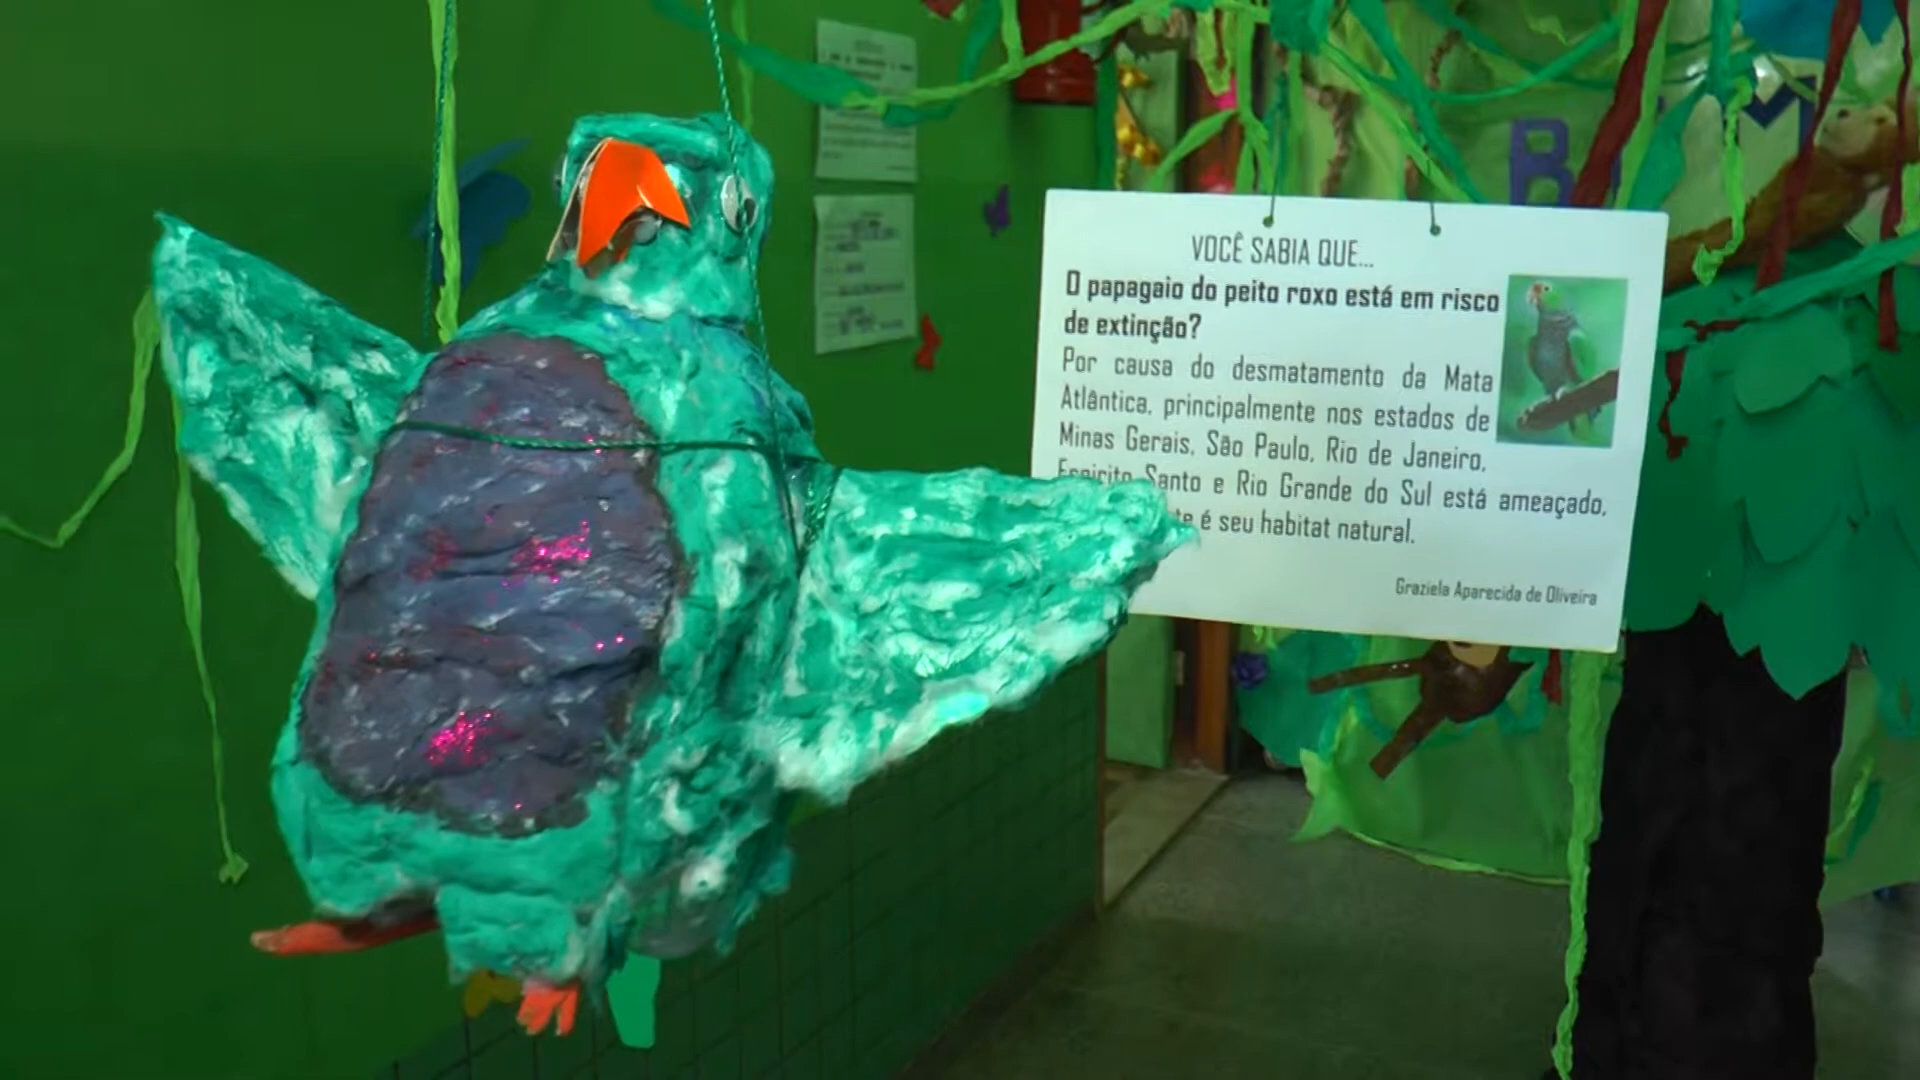 VOCÊ SABIA QUE...
O papagaio do peito roxo está em risco
de extinção?
Por causa do desmatamento da Mata
Atlântica, principalmente nos estados de
Minas Gerais, São Paulo, Rio de Janeiro,
Espirito Santo e Rio Grande do Sul está ameaçado,
é seu habitat natural.
Graziela Aparecida de Oliveira